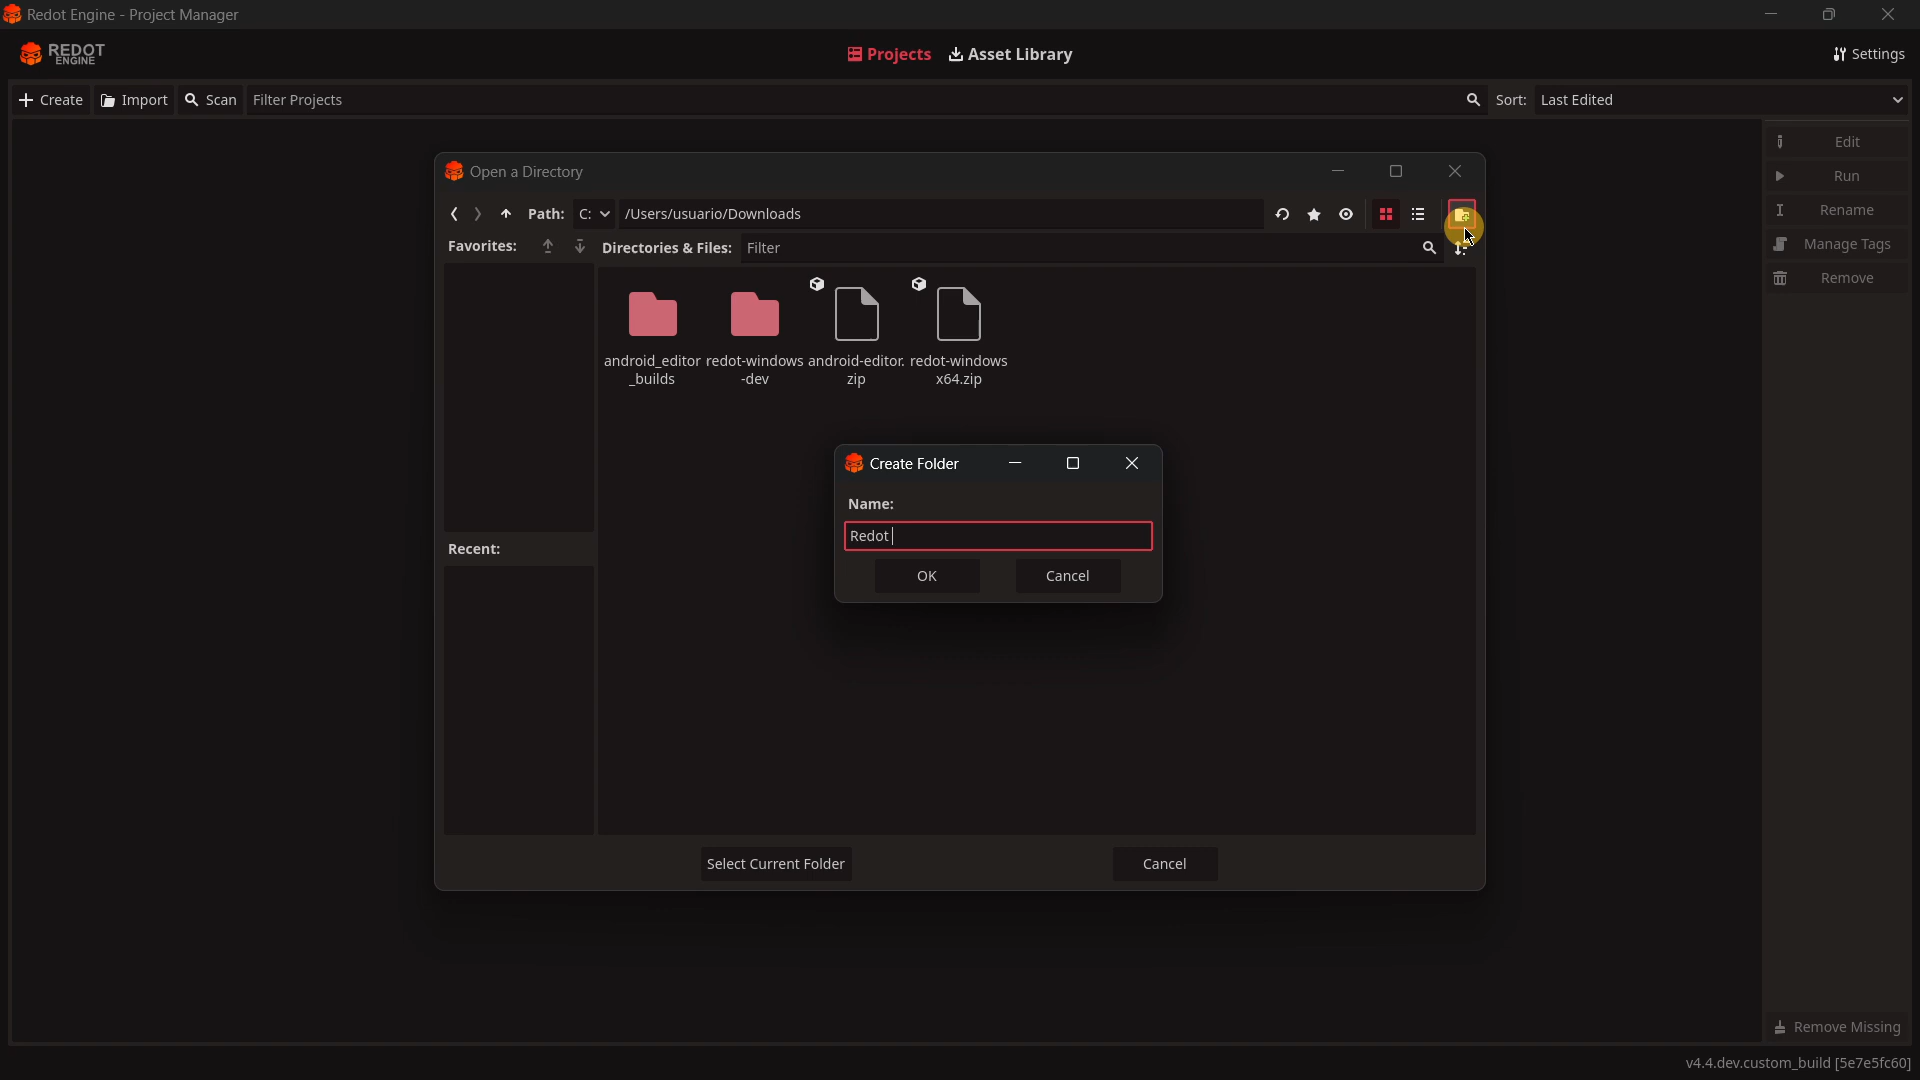 Redot Engine - Project Manager
REDOT
ENGINE
Projects
Asset Library
Settings
Create
Import
Scan
Filter Projects
Sort:
Last Edited
Edit
Run
Rename
Manage Tags
Remove
Open a Directory
Path:
C:
/Users/usuario/Downloads
Favorites:
Directories & Files:
Filter
android_editor
_builds
redot-windows
-dev
android-editor.
zip
redot-windows
x64.zip
Create Folder
Name:
Redot
OK
Cancel
Recent:
Select Current Folder
Cancel
Remove Missing
v4.4.dev.custom_build [5e7e5fc60]